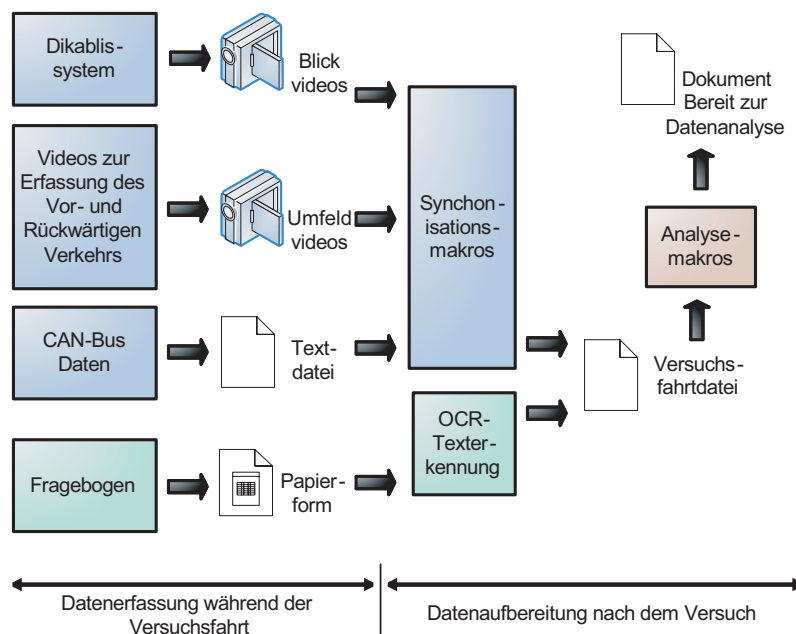 Dikablis-
system
Blick
videos
Videos zur
Erfassung des
Vor- und
Rückwärtigen
Verkehrs
Umfeld
videos
CAN-Bus
Daten
Text-
datei
Fragebogen
Papier-
form
Synchon-
isations-
makros
OCR-
Texter-
kennung
Versuchs-
fahrtdatei
Analyse-
makros
Dokument
Bereit zur
Datenanalyse
Datenerfassung während der
Versuchsfahrt
Datenaufbereitung nach dem Versuch